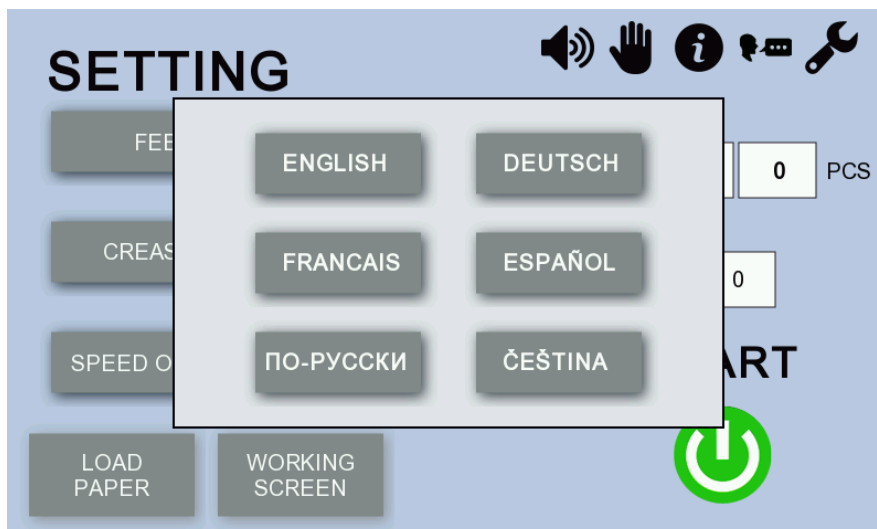 SETTING
FEE
ENGLISH
DEUTSCH
0
PCS
CREAS
FRANCAIS
ESPAÑOL
0
SPEED O
ПО-РУССКИ
ČEŠTINA
ART
LOAD
PAPER
WORKING
SCREEN